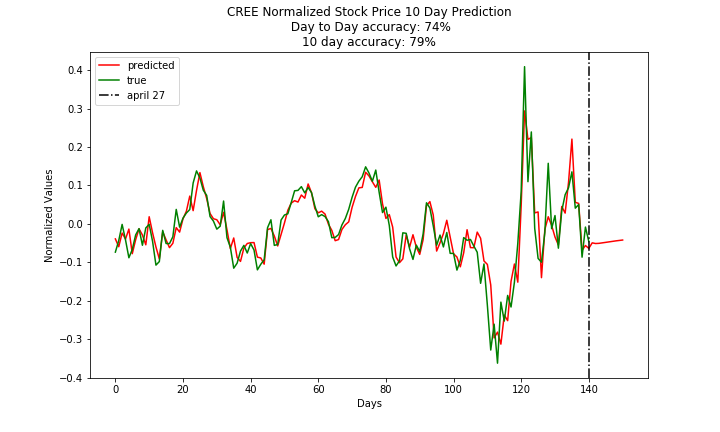 CREE Normalized Stock Price 10 Day Prediction
Day to Day accuracy: 74%
10 day accuracy: 79%
predicted
true
april 27
Normalized Values
0.4
0.3
0.2
0.1
0.0
−0.1
−0.2
−0.3
−0.4
0
20
40
60
80
100
120
140
Days